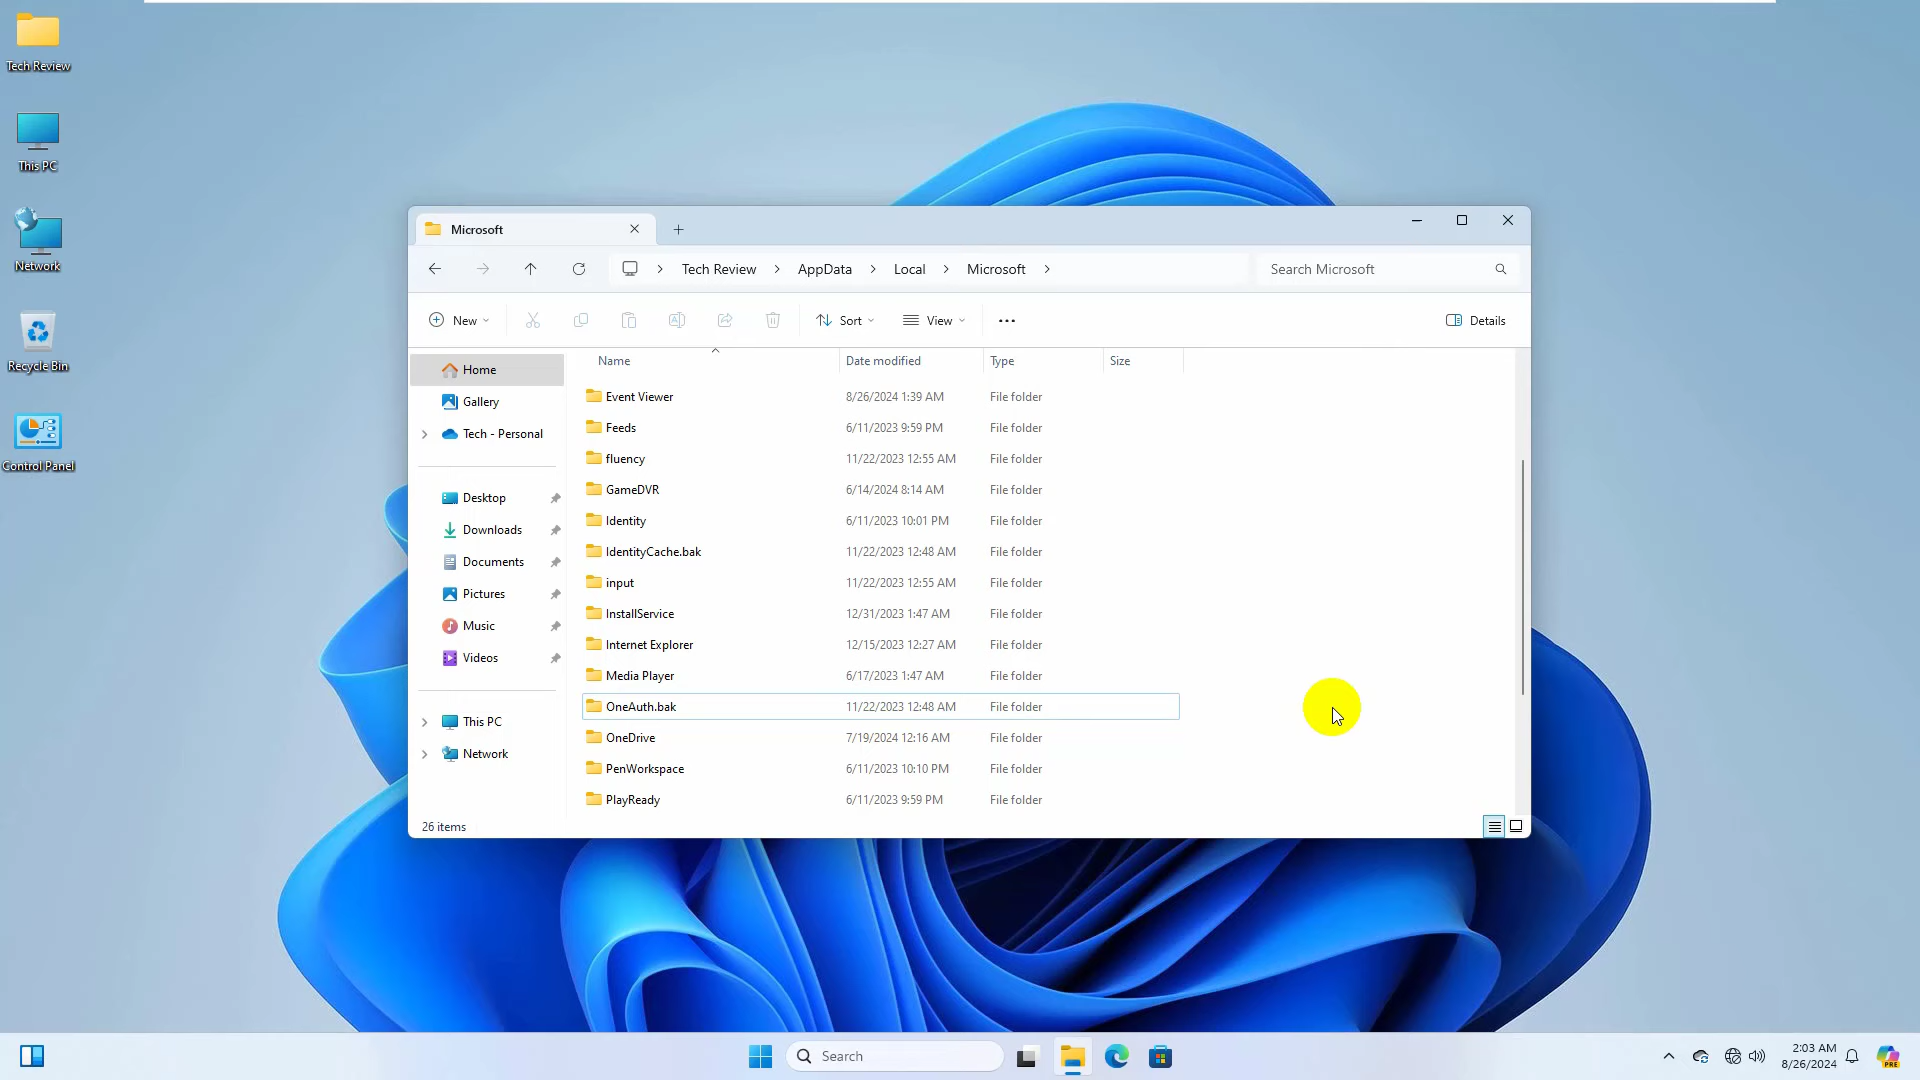 Tech Review
This PC
Network
Recycle Bin
Control Panel
Microsoft
Tech Review > AppData > Local > Microsoft >
Search Microsoft
New
Sort
View
Details
Name Date modified Type Size
Home
Gallery
Tech - Personal
Desktop
Downloads
Documents
Pictures
Music
Videos
This PC
Network
Event Viewer 8/26/2024 1:39 AM File folder
Feeds 6/11/2023 9:59 PM File folder
fluency 11/22/2023 12:55 AM File folder
GameDVR 6/14/2024 8:14 AM File folder
Identity 6/11/2023 10:01 PM File folder
IdentityCache.bak 11/22/2023 12:48 AM File folder
input 11/22/2023 12:55 AM File folder
InstallService 12/31/2023 1:47 AM File folder
Internet Explorer 12/15/2023 12:27 AM File folder
Media Player 6/17/2023 1:47 AM File folder
OneAuth.bak 11/22/2023 12:48 AM File folder
OneDrive 7/19/2024 12:16 AM File folder
PenWorkspace 6/11/2023 10:10 PM File folder
PlayReady 6/11/2023 9:59 PM File folder
26 items
Search
2:03 AM
8/26/2024
PRE